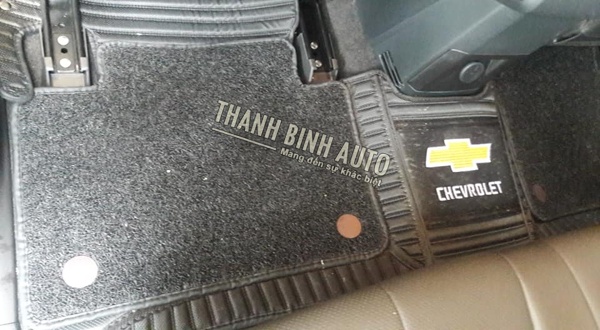 THANH BINH AUTO
Mang đến sự khác biệt
CHEVROLET